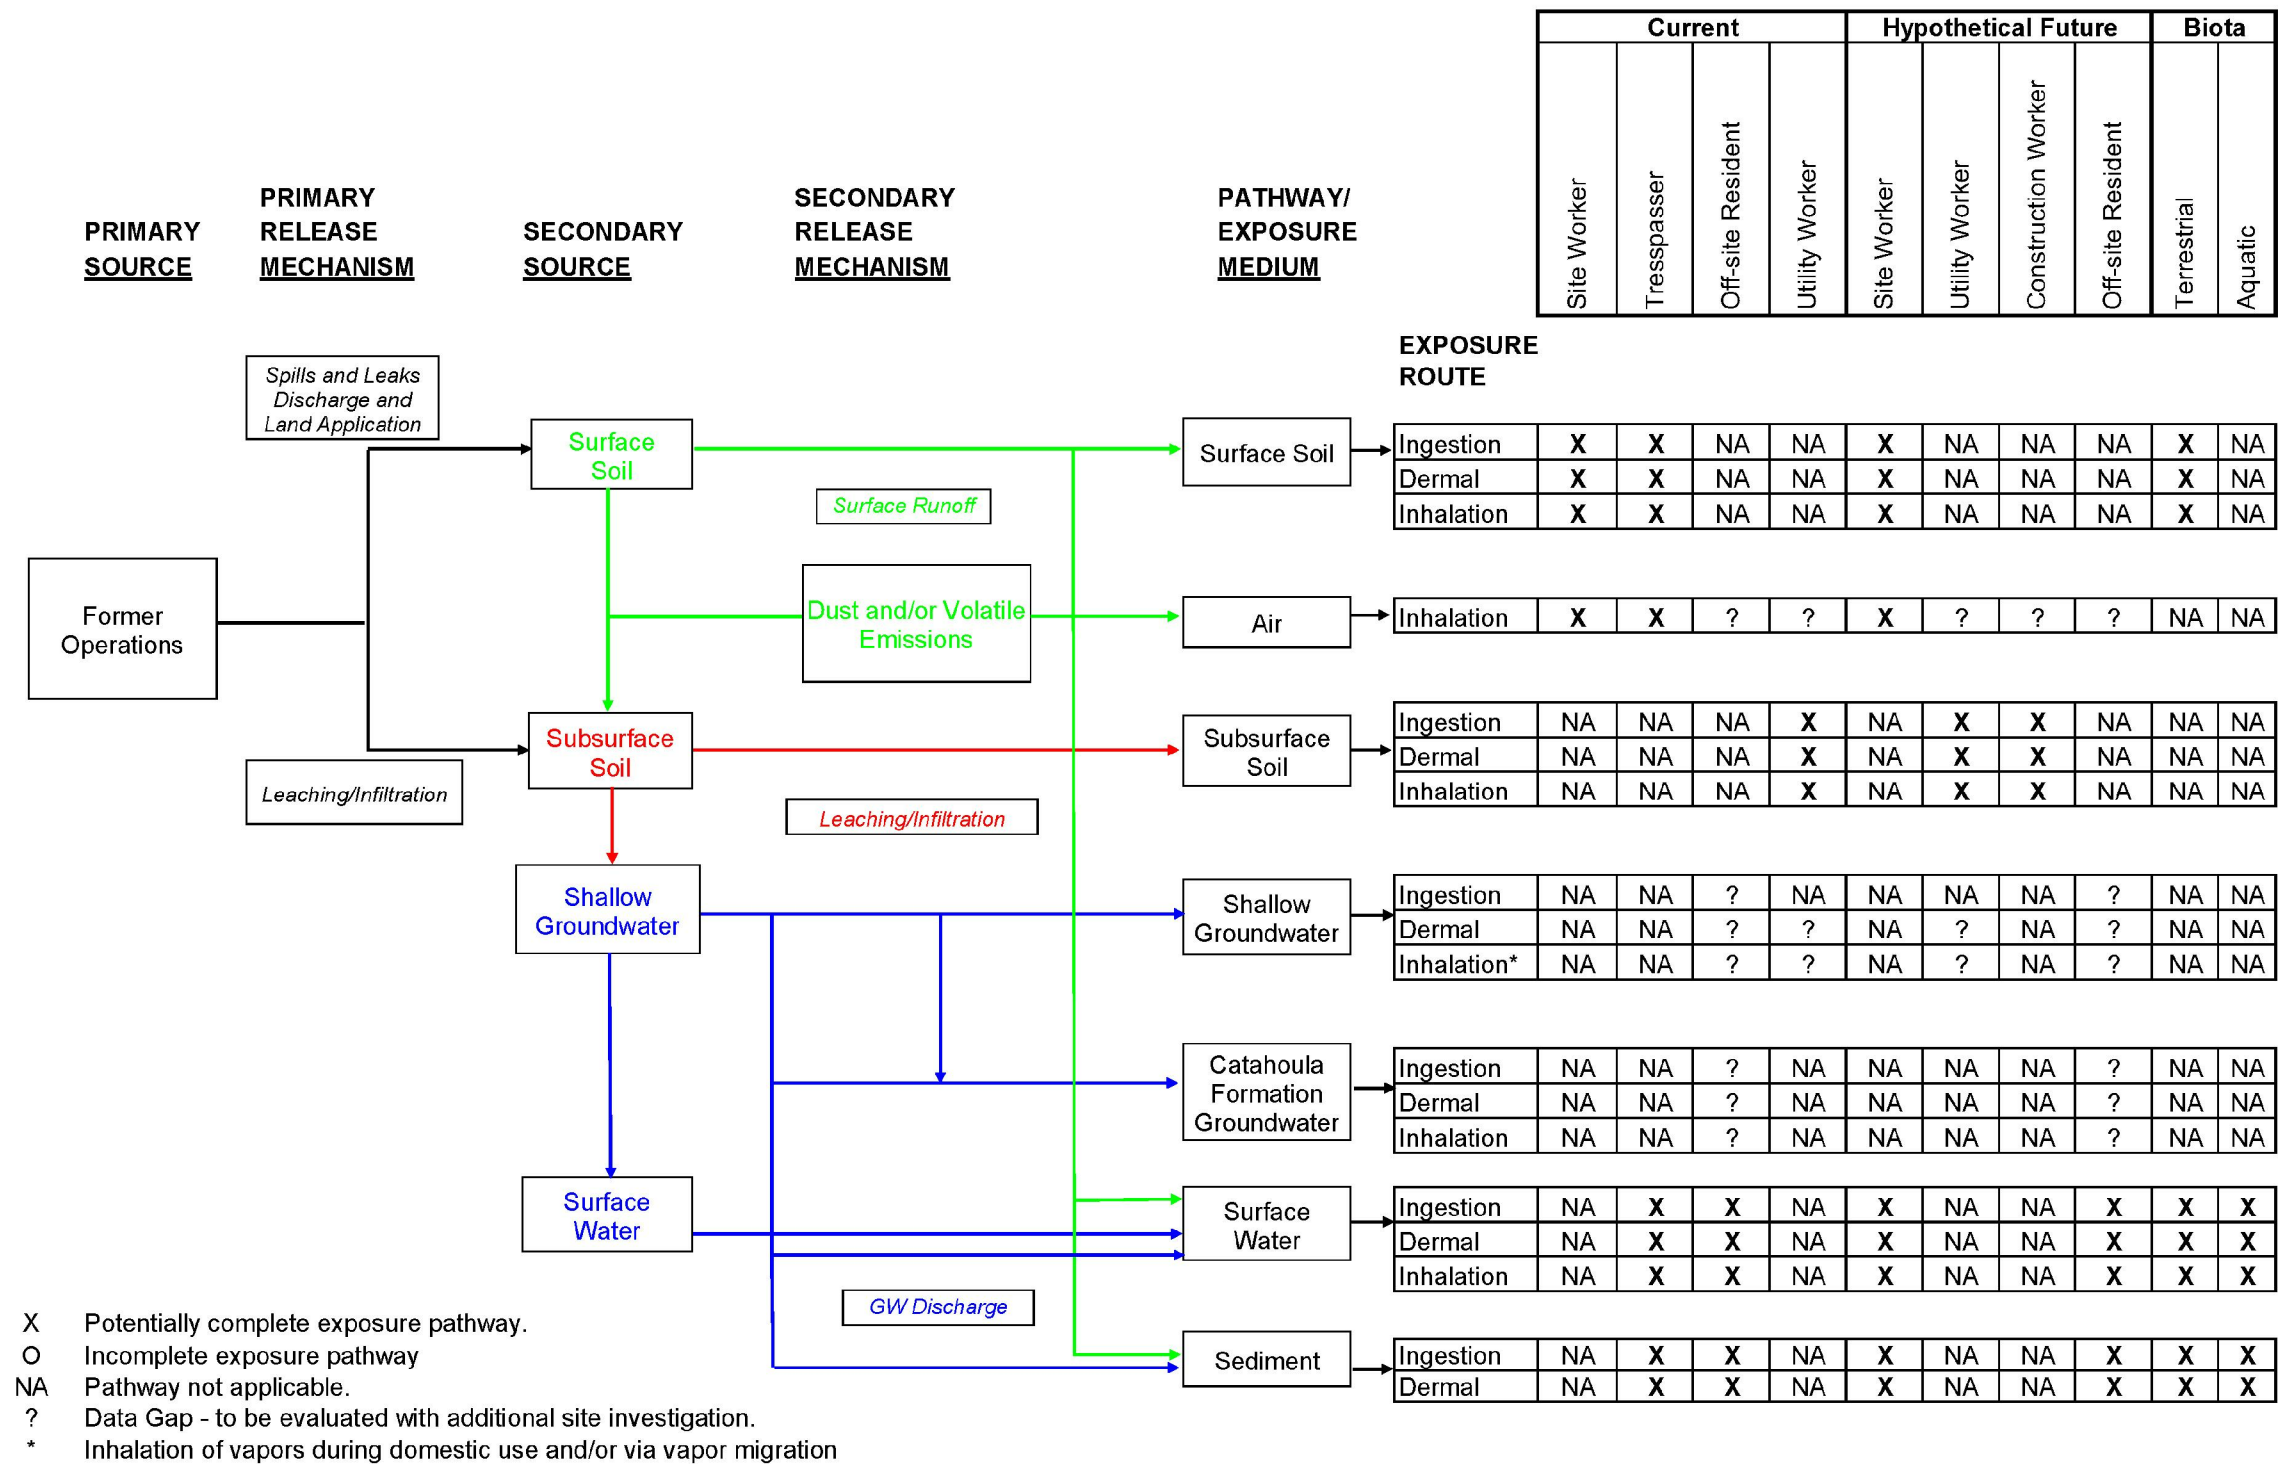 Current Hypothetical Future Biota
Site Worker
Tresspasser
Off-site Resident
Utility Worker
Site Worker
Utility Worker
Construction Worker
Off-site Resident
Terrestrial
Aquatic
PRIMARY
SOURCE
PRIMARY
RELEASE
MECHANISM
SECONDARY
SOURCE
SECONDARY
RELEASE
MECHANISM
PATHWAY/
EXPOSURE
MEDIUM
EXPOSURE
ROUTE
Spills and Leaks
Discharge and
Land Application
Surface
Soil
Surface Runoff
Surface Soil
Ingestion X X NA NA X NA NA NA X NA
Dermal X X NA NA X NA NA NA X NA
Inhalation X X NA NA X NA NA NA X NA
Former
Operations
Dust and/or Volatile
Emissions
Air
Inhalation X X ? ? X ? ? ? NA NA
Subsurface
Soil
Subsurface
Soil
Ingestion NA NA NA X NA X X NA NA NA
Dermal NA NA NA X NA X X NA NA NA
Inhalation NA NA NA X NA X X NA NA NA
Leaching/Infiltration
Leaching/Infiltration
Shallow
Groundwater
Shallow
Groundwater
Ingestion NA NA ? NA NA NA NA ? NA NA
Dermal NA NA ? ? NA ? NA ? NA NA
Inhalation* NA NA ? ? NA ? NA ? NA NA
Catahoula
Formation
Groundwater
Ingestion NA NA ? NA NA NA NA ? NA NA
Dermal NA NA ? NA NA NA NA ? NA NA
Inhalation NA NA ? NA NA NA NA ? NA NA
Surface
Water
Surface
Water
Ingestion NA X X NA X NA NA X X X
Dermal NA X X NA X NA NA X X X
Inhalation NA X X NA X NA NA X X X
GW Discharge
Sediment
Ingestion NA X X NA X NA NA X X X
Dermal NA X X NA X NA NA X X X
X Potentially complete exposure pathway.
O Incomplete exposure pathway
NA Pathway not applicable.
? Data Gap - to be evaluated with additional site investigation.
* Inhalation of vapors during domestic use and/or via vapor migration